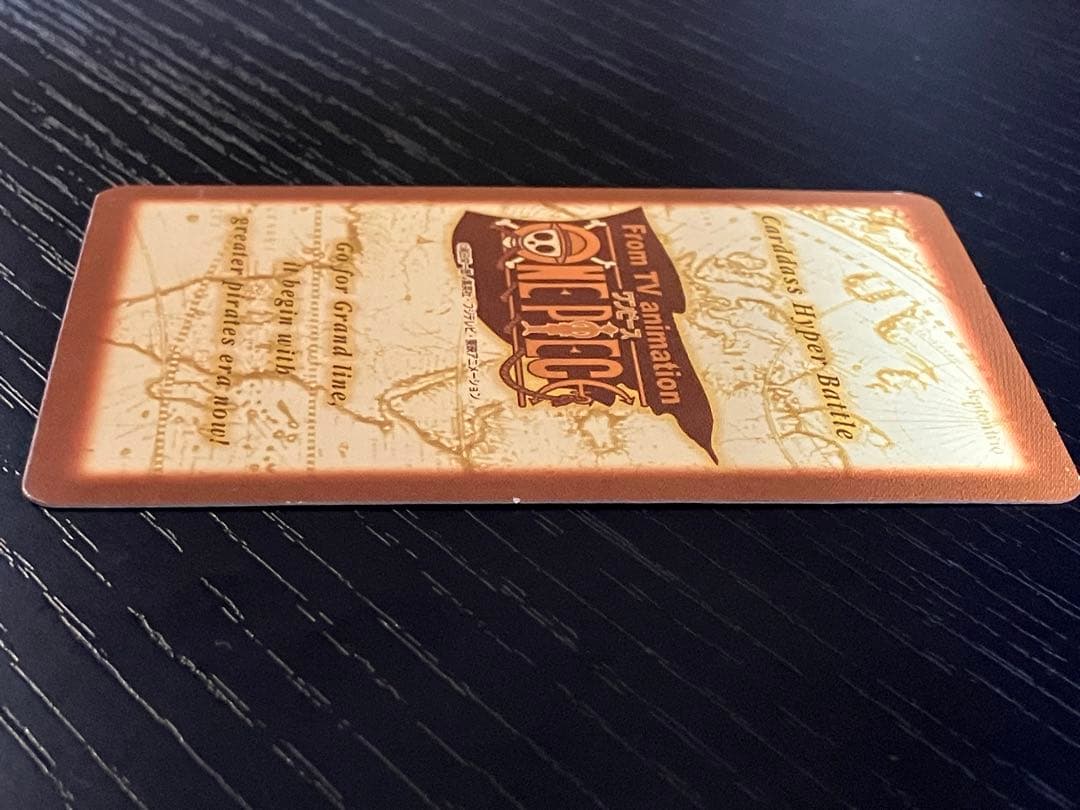 Carddass Hyper Battle
From TV animation
ONE PIECE
ワンピース
Go for Grand line,
It begin with
greater pirates era now!